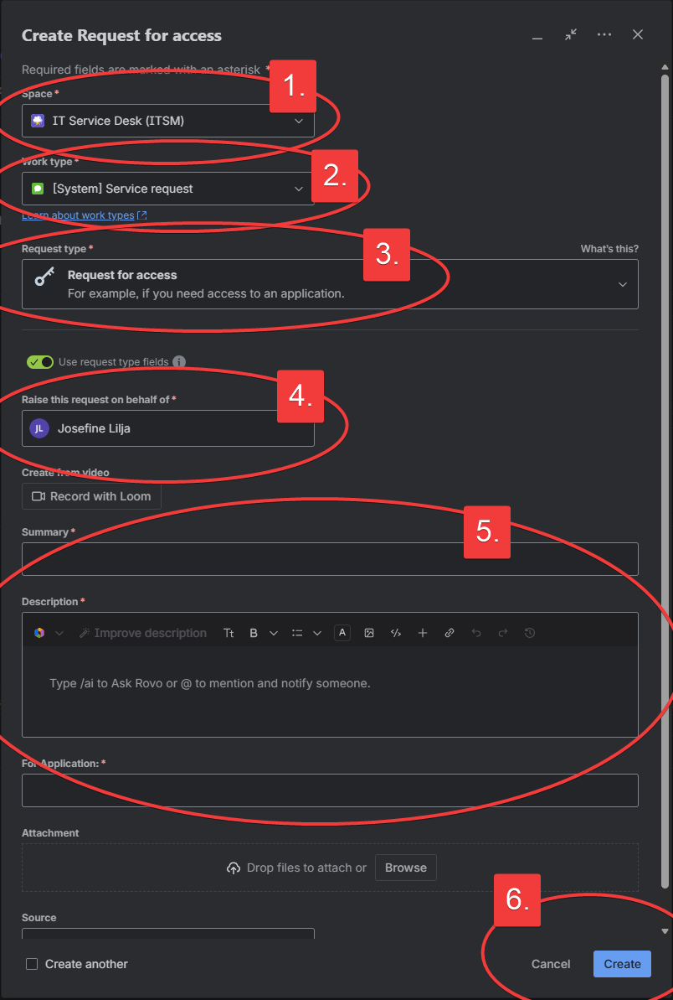 Create Request for access
Required fields are marked with an asterisk *
1.
Space *
IT Service Desk (ITSM)
2.
Work type *
[System] Service request
Learn about work types
3.
Request type *
What's this?
Request for access
For example, if you need access to an application.
Use request type fields
4.
Raise this request on behalf of *
JL Josefine Lilja
Create from video
Record with Loom
5.
Summary *
Description *
Improve description Tt B A
Type /ai to Ask Rovo or @ to mention and notify someone.
For Application: *
Attachment
Drop files to attach or Browse
Source
6.
Create another
Cancel Create